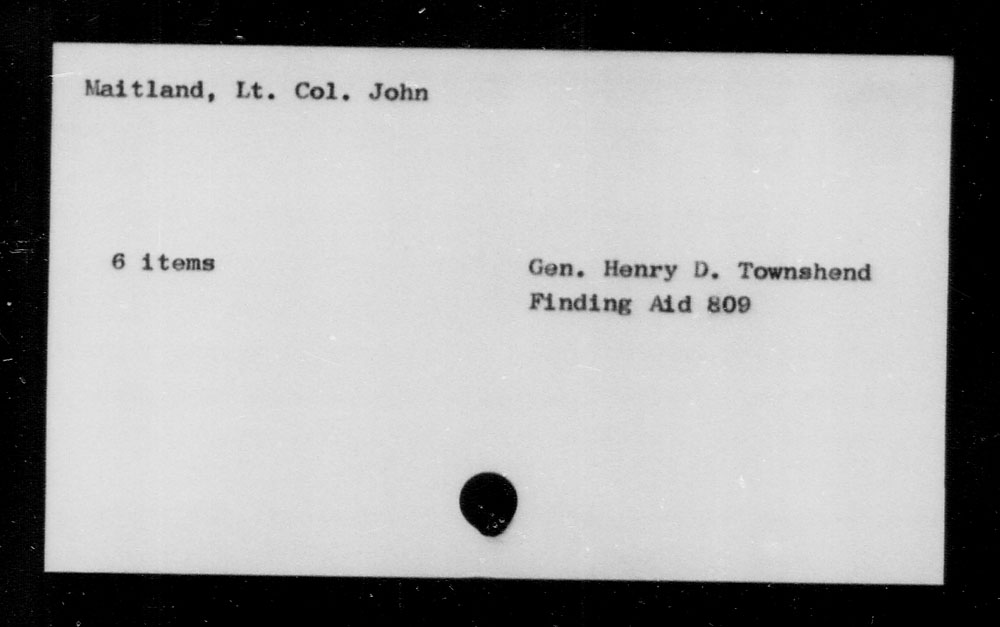 Maitland, Lt. Col. John
6 items
Gen. Henry D. Townshend
Finding Aid 809